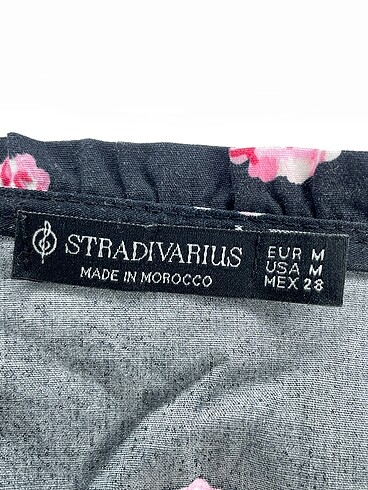 STRADIVARIUS
MADE IN MOROCCO
EUR M
USA M
MEX 28